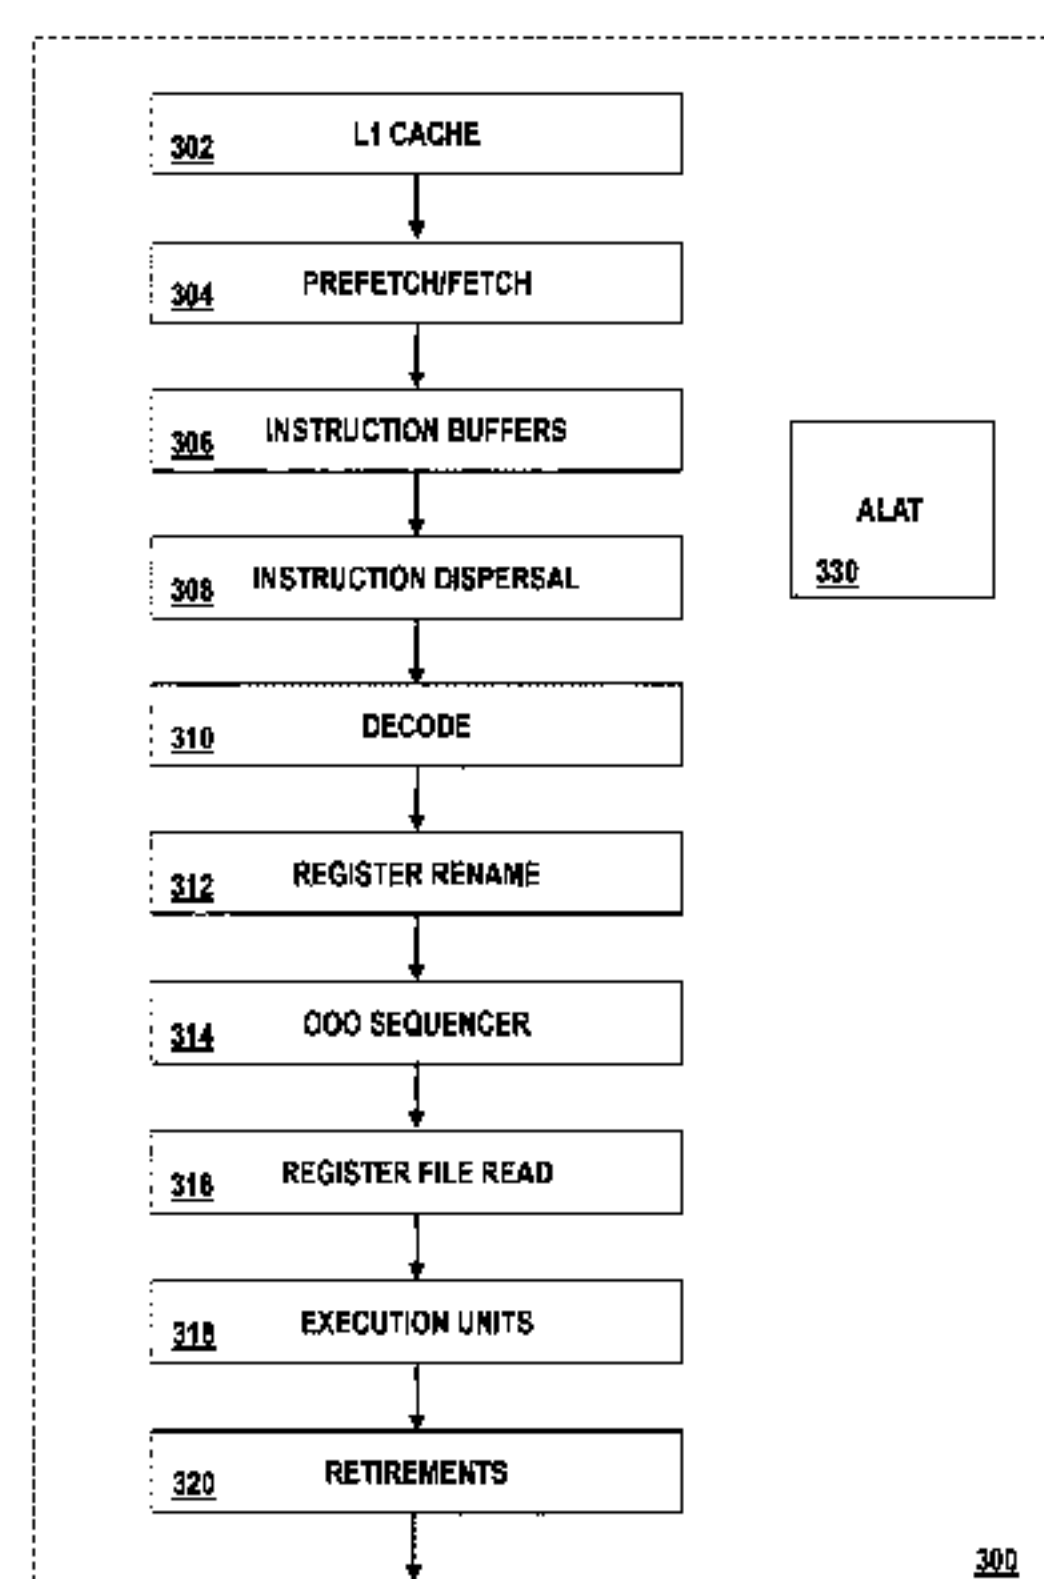 L1 CACHE
302
PREFETCH/FETCH
304
INSTRUCTION BUFFERS
306
ALAT
330
INSTRUCTION DISPERSAL
308
DECODE
310
REGISTER RENAME
312
OOO SEQUENCER
314
REGISTER FILE READ
316
EXECUTION UNITS
318
RETIREMENTS
320
300